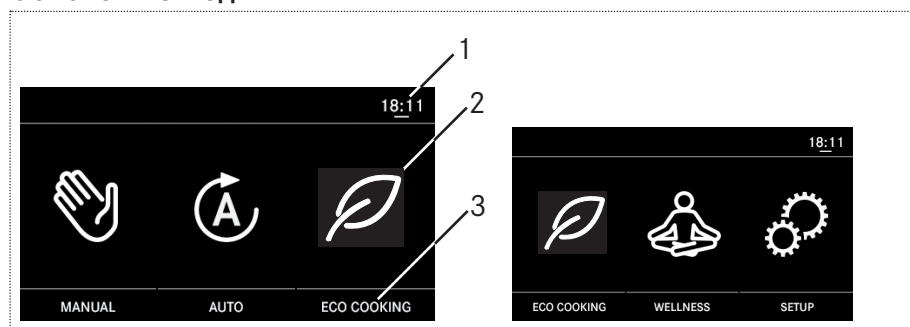 1
18:11
2
3
MANUAL AUTO ECO COOKING
18:11
ECO COOKING WELLNESS SETUP